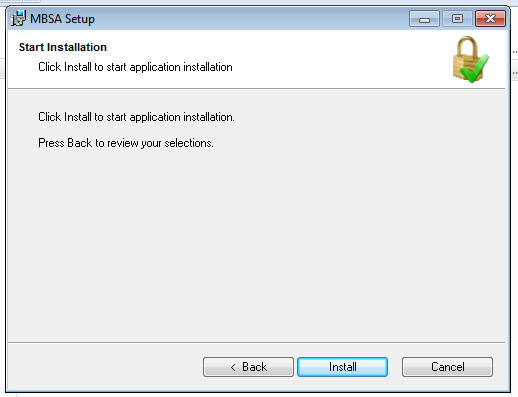 MBSA Setup
Start Installation
Click Install to start application installation
Click Install to start application installation.
Press Back to review your selections.
< Back
Install
Cancel